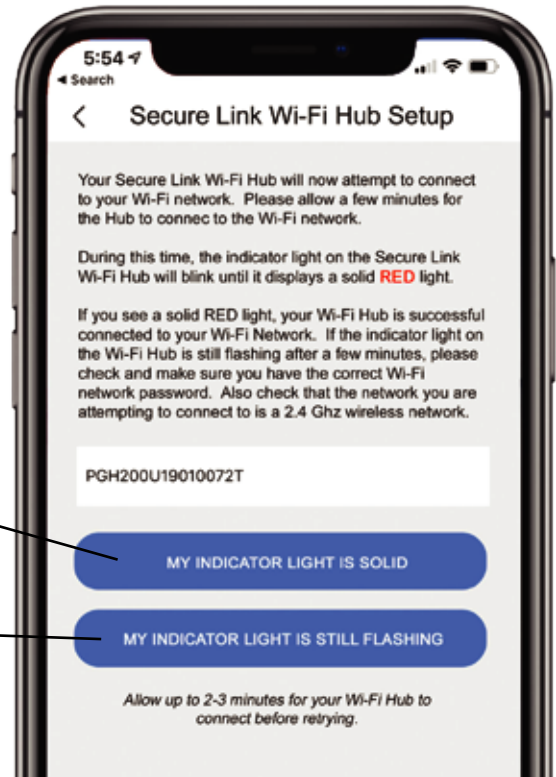 5:54
Search
Secure Link Wi-Fi Hub Setup
Your Secure Link Wi-Fi Hub will now attempt to connect
to your Wi-Fi network. Please allow a few minutes for
the Hub to connec to the Wi-Fi network.
During this time, the indicator light on the Secure Link
Wi-Fi Hub will blink until it displays a solid RED light.
If you see a solid RED light, your Wi-Fi Hub is successful
connected to your Wi-Fi Network. If the indicator light on
the Wi-Fi Hub is still flashing after a few minutes, please
check and make sure you have the correct Wi-Fi
network password. Also check that the network you are
attempting to connect to is a 2.4 Ghz wireless network.
PGH200U19010072T
MY INDICATOR LIGHT IS SOLID
MY INDICATOR LIGHT IS STILL FLASHING
Allow up to 2-3 minutes for your Wi-Fi Hub to
connect before retrying.